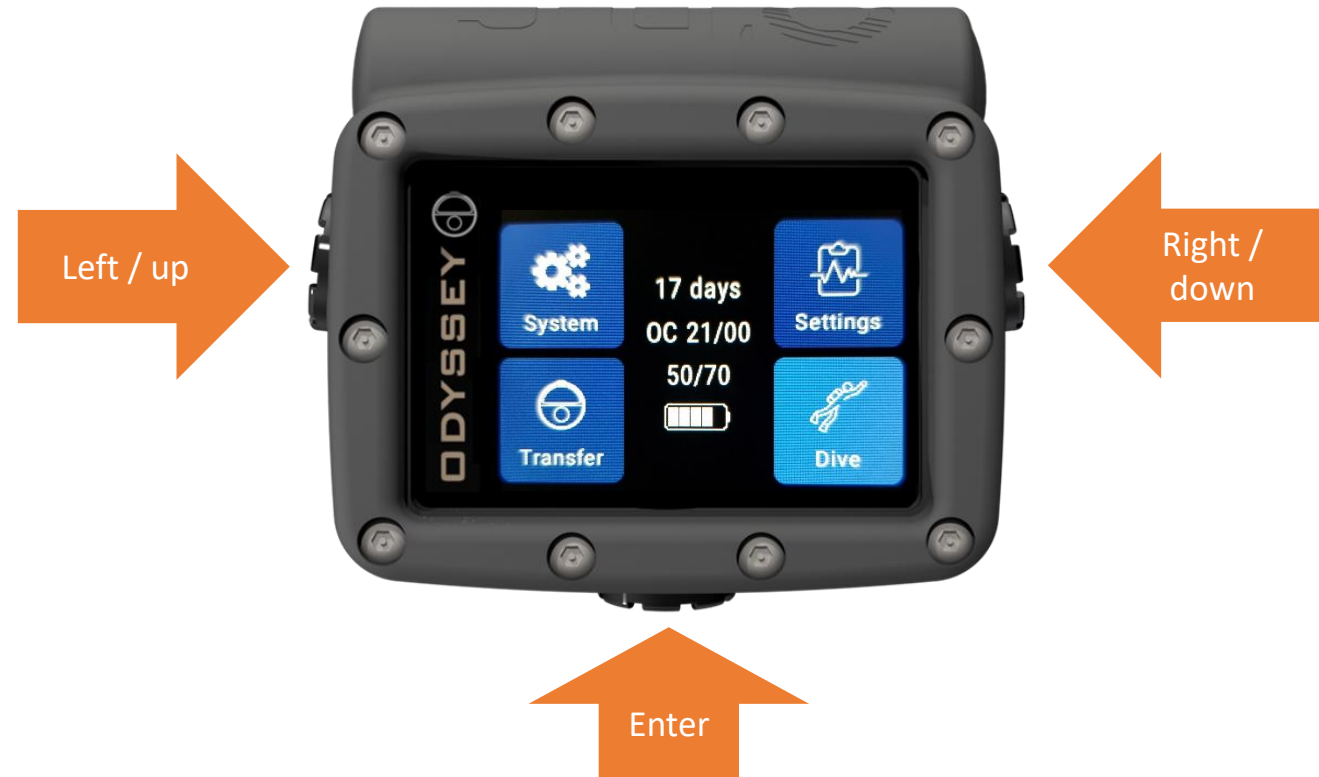 Left / up
Right /
down
ODYSSEY
System
17 days
OC 21/00
50/70
Settings
Transfer
Dive
Enter